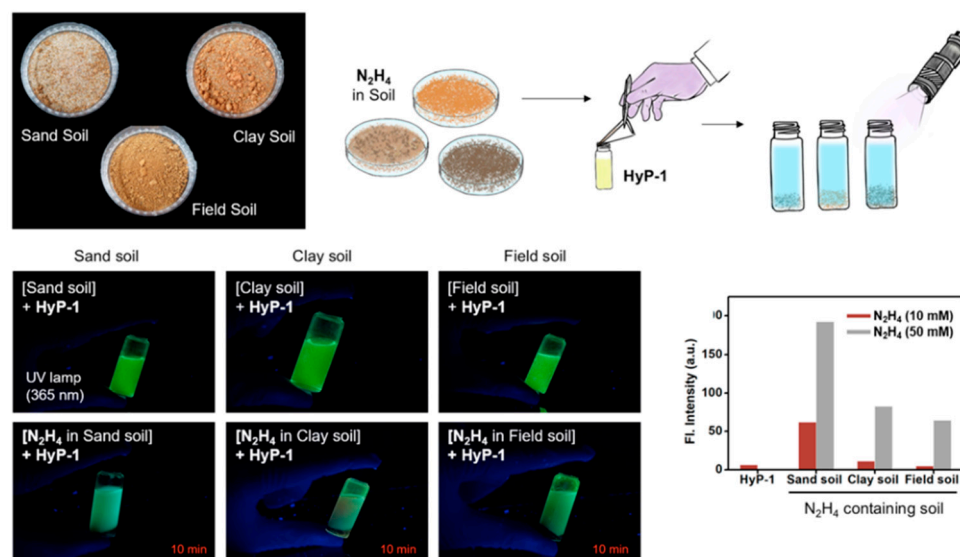 Sand Soil
Clay Soil
Field Soil
N₂H₄
in Soil
HyP-1
Sand soil
Clay soil
Field soil
[Sand soil]
+ HyP-1
UV lamp
(365 nm)
[Clay soil]
+ HyP-1
[Field soil]
+ HyP-1
[N₂H₄ in Sand soil]
+ HyP-1
10 min
[N₂H₄ in Clay soil]
+ HyP-1
10 min
[N₂H₄ in Field soil]
+ HyP-1
10 min
N₂H₄ (10 mM)
N₂H₄ (50 mM)
Fl. Intensity (a.u.)
150
100
50
0
HyP-1
Sand soil
Clay soil
Field soil
N₂H₄ containing soil